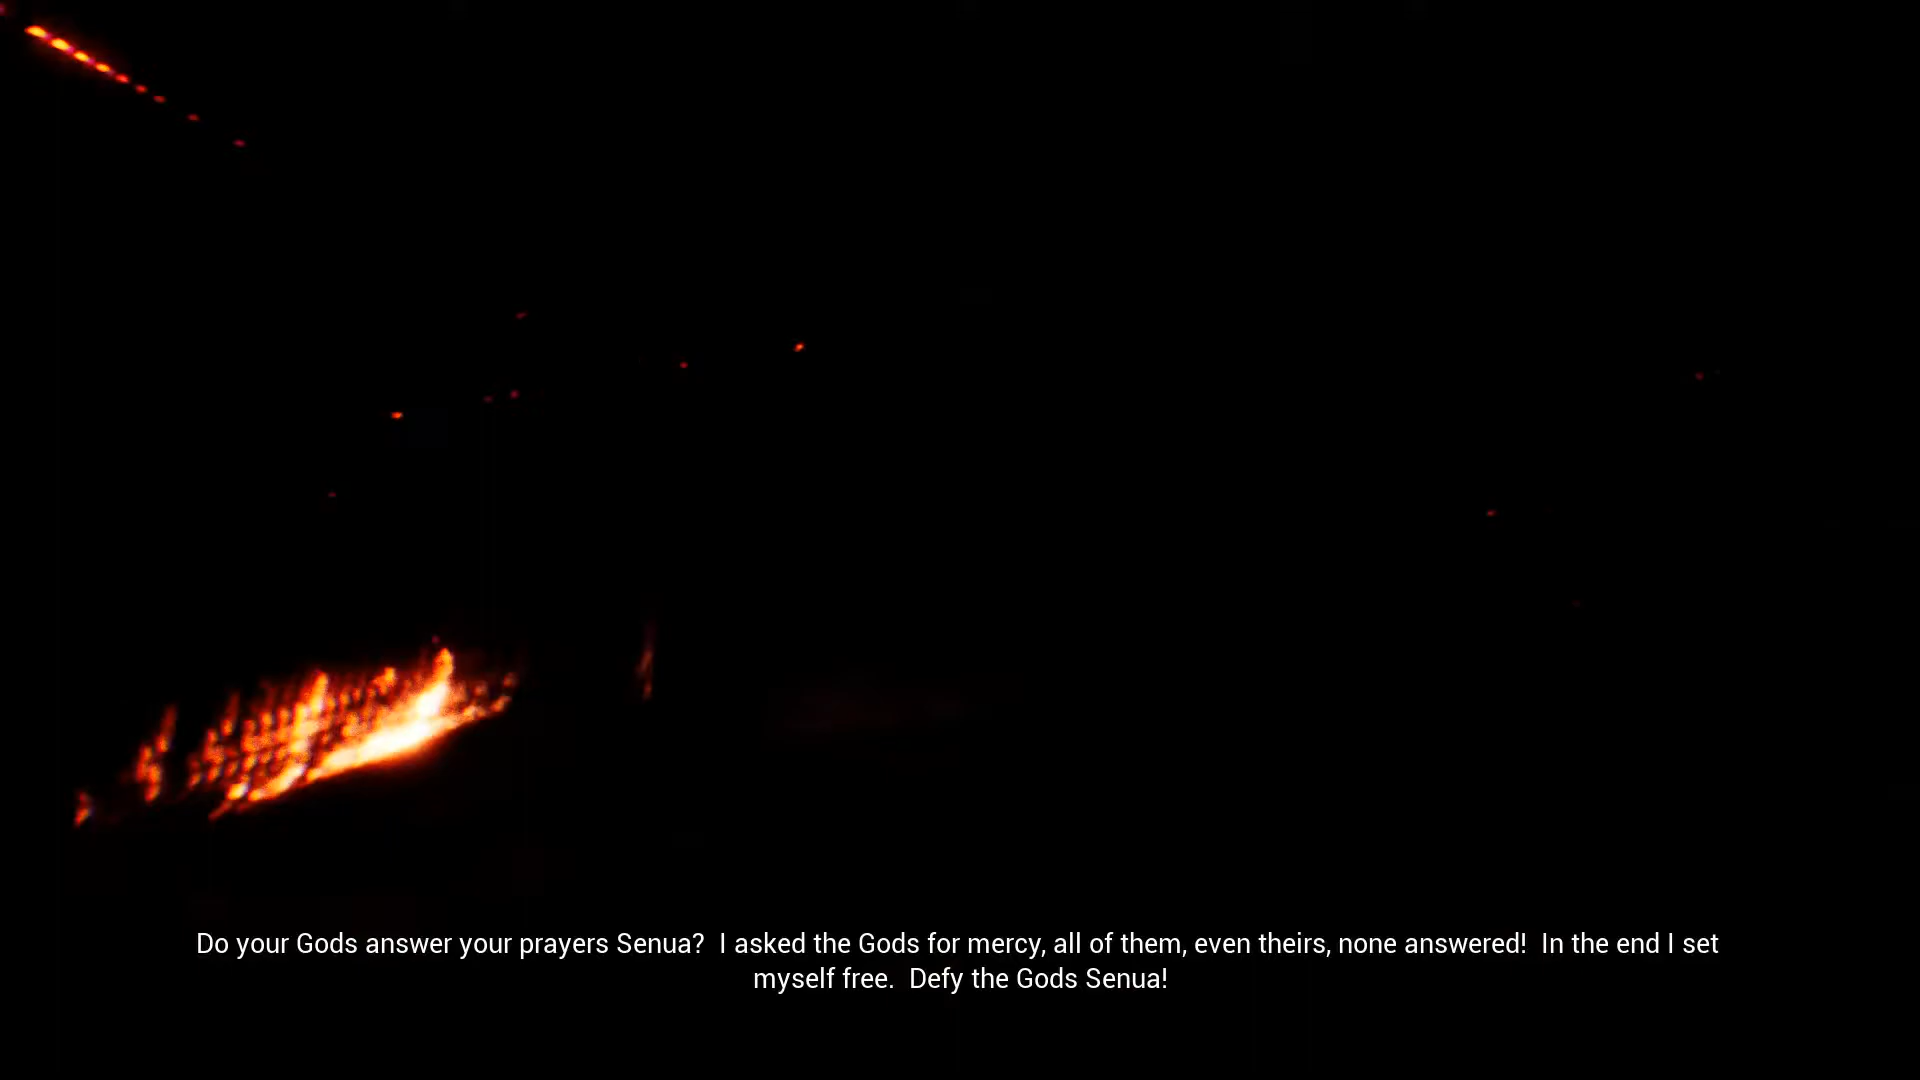 Do your Gods answer your prayers Senua?  I asked the Gods for mercy, all of them, even theirs, none answered!  In the end I set
myself free.  Defy the Gods Senua!